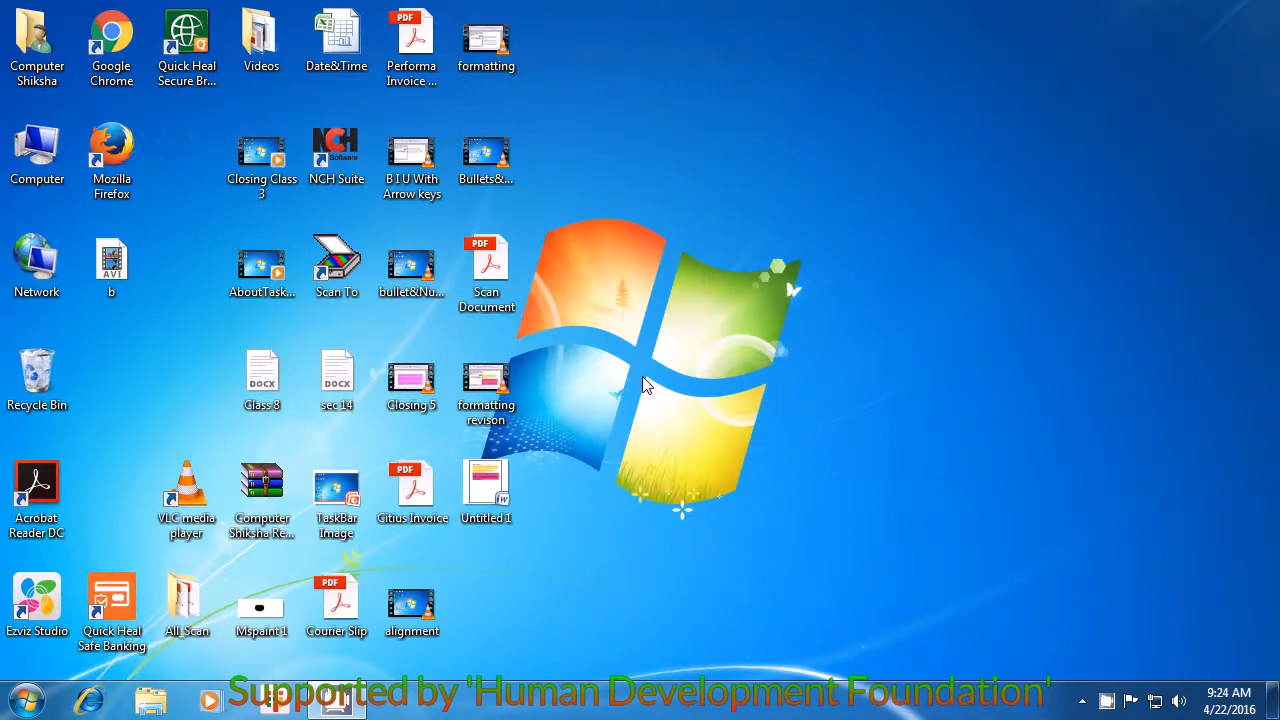 Computer
Shiksha
Google
Chrome
Quick Heal
Secure Br...
Videos
Date&Time
PDF
Performa
Invoice ...
formatting
Computer
Mozilla
Firefox
Closing Class
3
NCH
Software
NCH Suite
B I U With
Arrow keys
Bullets&...
Network
AVI
b
AboutTask...
Scan To
bullet&Nu...
PDF
Scan
Document
Recycle Bin
DOCX
Class 8
DOCX
sec 14
Closing 5
formatting
revison
Acrobat
Reader DC
VLC media
player
Computer
Shiksha Re...
TaskBar
Image
PDF
Citius Invoice
Untitled 1
Ezviz Studio
Quick Heal
Safe Banking
All_Scan
Mspaint 1
PDF
Courier Slip
alignment
Supported by 'Human Development Foundation'
9:24 AM
4/22/2016